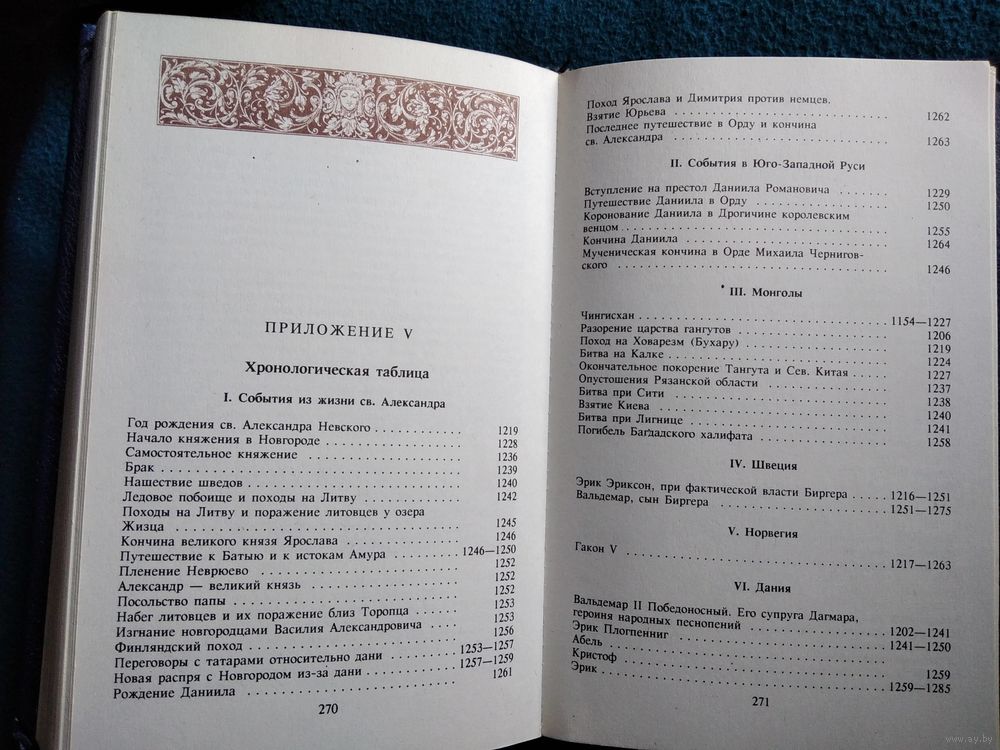 ПРИЛОЖЕНИЕ V
Хронологическая таблица
I. События из жизни св. Александра
Год рождения св. Александра Невского . . . . . . . . . . 1219
Начало княжения в Новгороде . . . . . . . . . . 1228
Самостоятельное княжение . . . . . . . . . . 1236
Брак . . . . . . . . . . 1239
Нашествие шведов . . . . . . . . . . 1240
Ледовое побоище и походы на Литву . . . . . . . . . . 1242
Походы на Литву и поражение литовцев у озера
Жизца . . . . . . . . . . 1245
Кончина великого князя Ярослава . . . . . . . . . . 1246
Путешествие к Батыю и к истокам Амура . . . . . 1246—1250
Пленение Неврюево . . . . . . . . . . 1252
Александр — великий князь . . . . . . . . . . 1252
Посольство папы . . . . . . . . . . 1252
Набег литовцев и их поражение близ Торопца . . . . . 1253
Изгнание новгородцами Василия Александровича . . . . . 1253
Финляндский поход . . . . . . . . . . 1256
Переговоры с татарами относительно дани . . . . . 1253—1257
Новая распря с Новгородом из-за дани . . . . . 1257—1259
Рождение Даниила . . . . . . . . . . 1261
270
Поход Ярослава и Димитрия против немцев.
Взятие Юрьева . . . . . . . . . . 1262
Последнее путешествие в Орду и кончина
св. Александра . . . . . . . . . . 1263
II. События в Юго-Западной Руси
Вступление на престол Даниила Романовича . . . . . 1229
Путешествие Даниила в Орду . . . . . . . . . . 1250
Коронование Даниила в Дрогичине королевским
венцом . . . . . . . . . . 1255
Кончина Даниила . . . . . . . . . . 1264
Мученическая кончина в Орде Михаила Чернигов-
ского . . . . . . . . . . 1246
III. Монголы
Чингисхан . . . . . . . . . . 1154—1227
Разорение царства гангутов . . . . . . . . . . 1206
Поход на Ховарезм (Бухару) . . . . . . . . . . 1219
Битва на Калке . . . . . . . . . . 1224
Окончательное покорение Тангута и Сев. Китая . . . . . 1227
Опустошения Рязанской области . . . . . . . . . . 1237
Битва при Сити . . . . . . . . . . 1238
Взятие Киева . . . . . . . . . . 1240
Битва при Лигнице . . . . . . . . . . 1241
Погибель Багдадского халифата . . . . . . . . . . 1258
IV. Швеция
Эрик Эриксон, при фактической власти Биргера . . . . . 1216—1251
Вальдемар, сын Биргера . . . . . . . . . . 1251—1275
V. Норвегия
Гакон V . . . . . . . . . . 1217—1263
VI. Дания
Вальдемар II Победоносный. Его супруга Дагмара,
героиня народных песнопений . . . . . . . . . . 1202—1241
Эрик Плогпенниг . . . . . . . . . . 1241—1250
Абель . . . . . . . . . .
Кристоф . . . . . . . . . . 1259
Эрик . . . . . . . . . . 1259—1285
271
www.ay.by